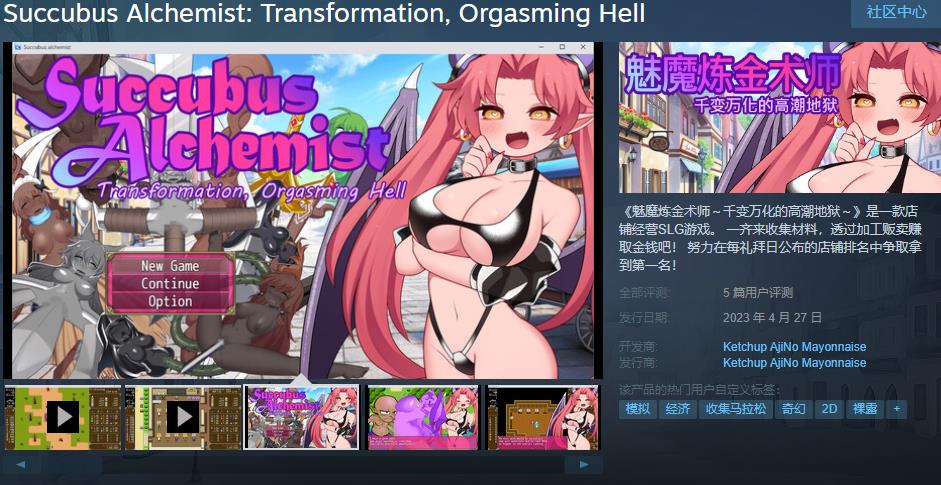 Succubus Alchemist: Transformation, Orgasming Hell
社区中心
Succubus alchemist
Succubus
Alchemist
Transformation, Orgasming Hell
New Game
Continue
Option
魅魔炼金术师
千变万化的高潮地狱
《魅魔炼金术师～千变万化的高潮地狱～》是一款店
铺经营SLG游戏。 一齐来收集材料，透过加工贩卖赚
取金钱吧！ 努力在每礼拜日公布的店铺排名中争取拿
到第一名！
全部评测: 5 篇用户评测
发行日期: 2023 年 4 月 27 日
开发商: Ketchup AjiNo Mayonnaise
发行商: Ketchup AjiNo Mayonnaise
该产品的热门用户自定义标签:
模拟 经济 收集马拉松 奇幻 2D 裸露 +